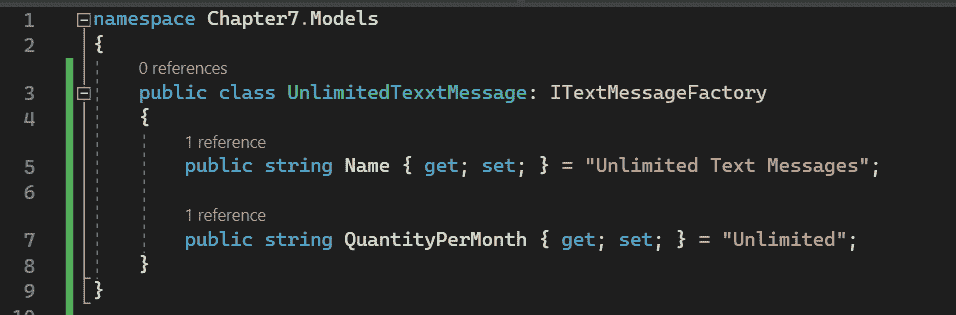 1 namespace Chapter7.Models
2 {
0 references
3 public class UnlimitedTexxtMessage: ITextMessageFactory
4 {
1 reference
5 public string Name { get; set; } = "Unlimited Text Messages";
6
1 reference
7 public string QuantityPerMonth { get; set; } = "Unlimited";
8 }
9 }